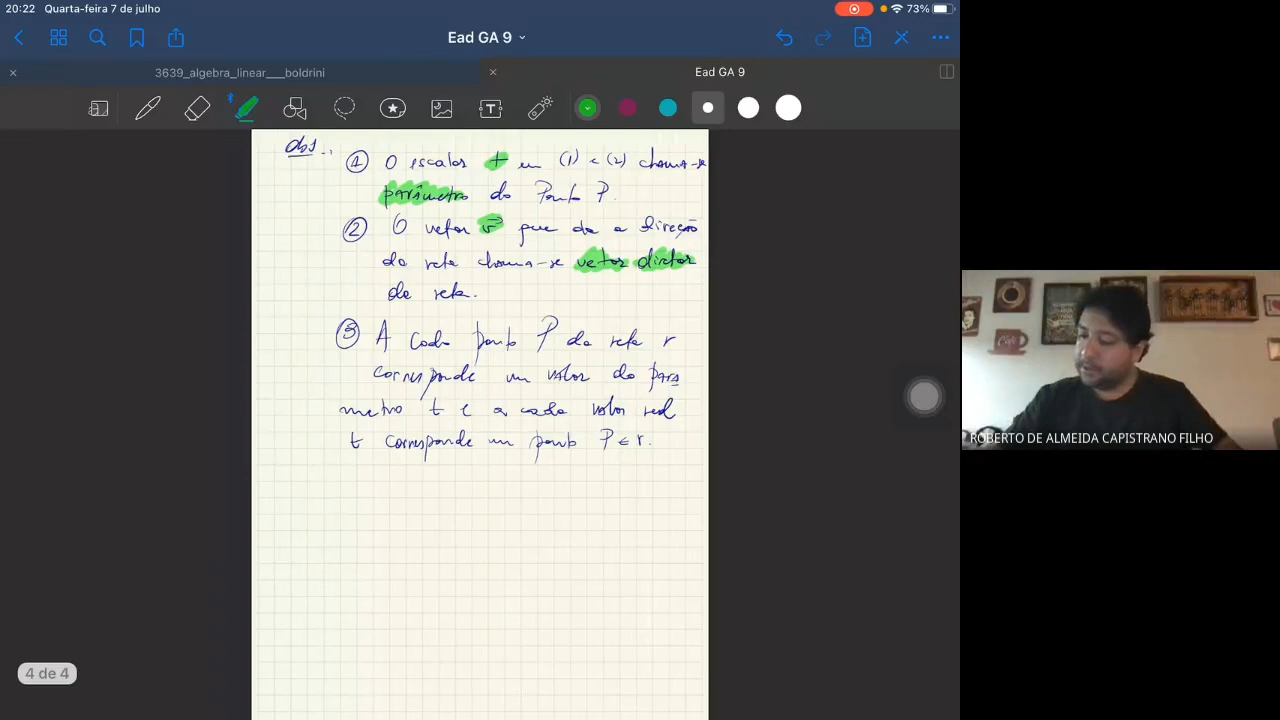 20:22 Quarta-feira 7 de julho
73%
Ead GA 9
3639_algebra_linear___boldrini
Ead GA 9
Obs.:
① O escalar t em (1) e (2) chama-se
parâmetro do Ponto P.
② O vetor v que da a direção
da reta chama-se vetor diretor
da reta.
③ A cada ponto P da reta r
corresponde um valor do parâ
metro t e a cada valor real
t corresponde um ponto P ∈ r.
4 de 4
ROBERTO DE ALMEIDA CAPISTRANO FILHO